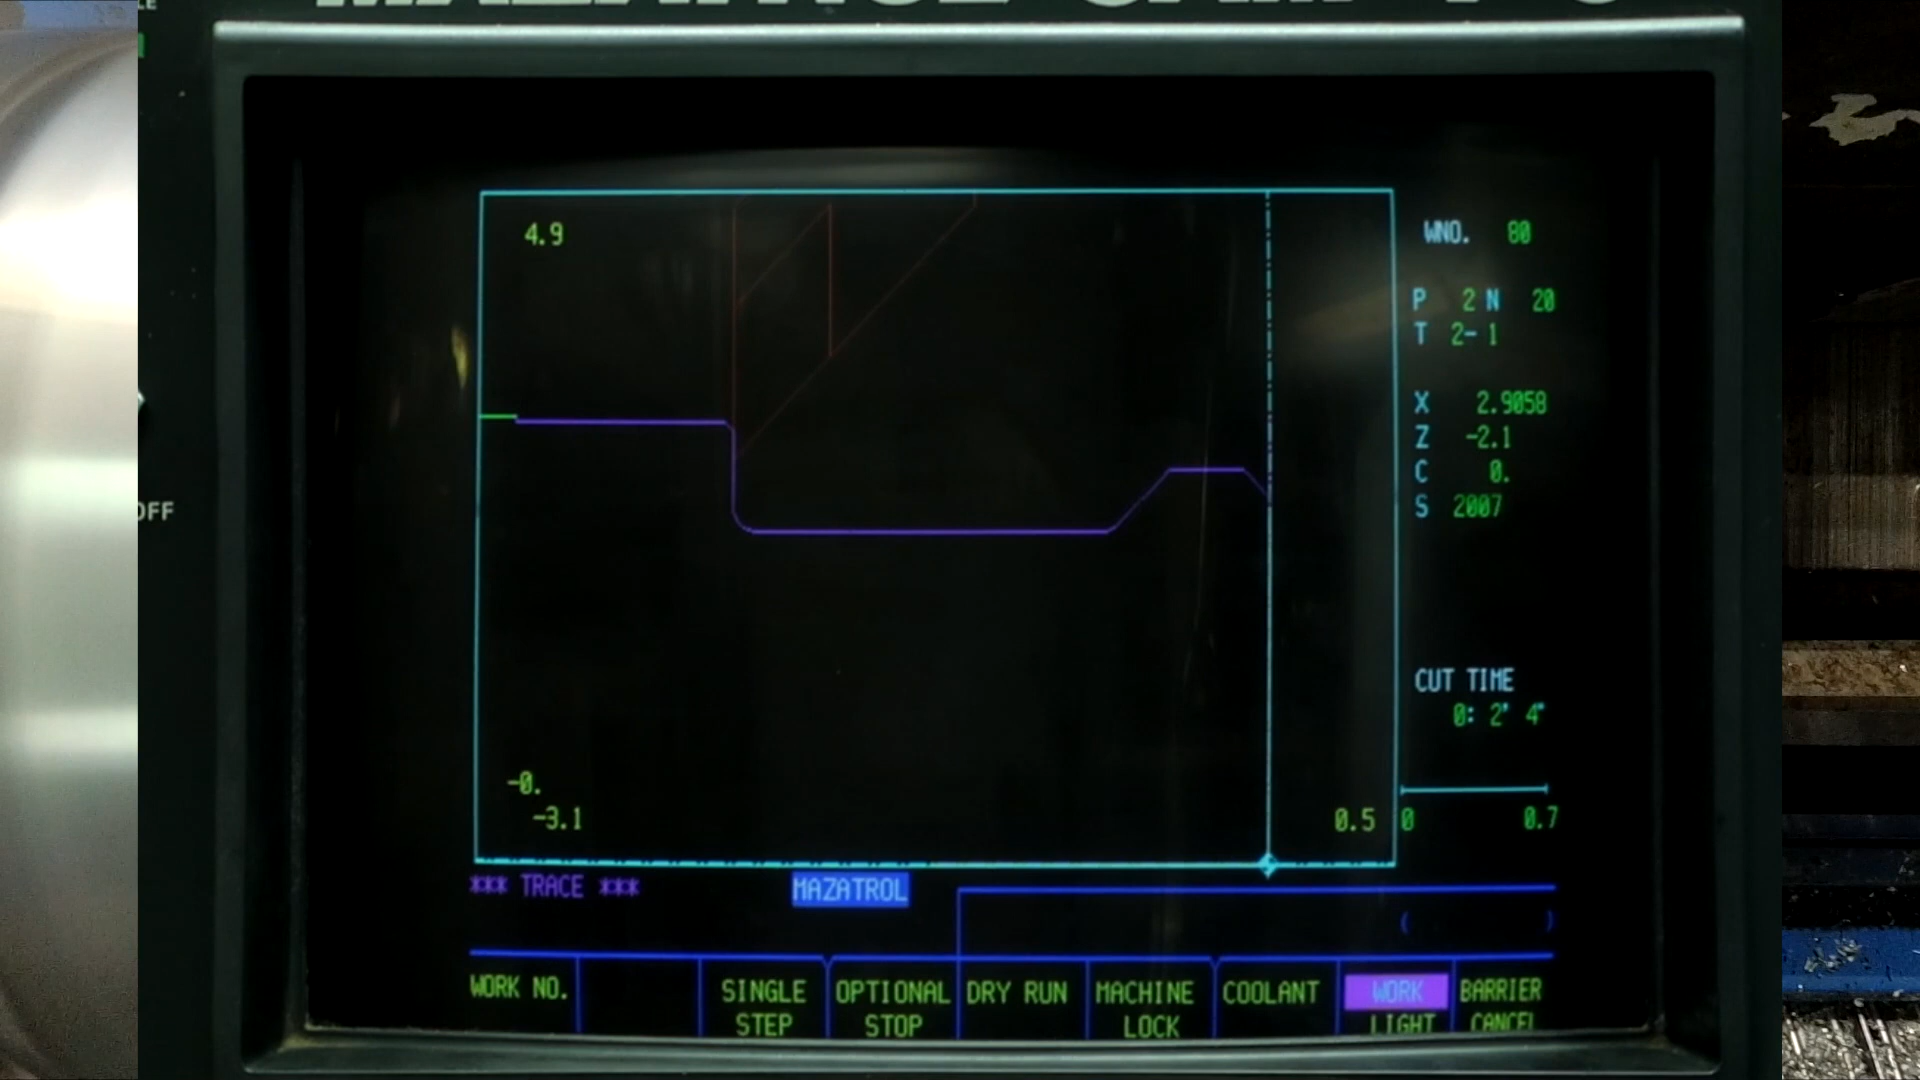 4.9
WNO. 80
P 2 N 20
T 2- 1
X 2.9058
Z -2.1
C 0.
S 2007
OFF
CUT TIME
0: 2' 4"
-0.
-3.1
0.5
0 0.7
*** TRACE ***
MAZATROL
( )
WORK NO.
SINGLE
STEP
OPTIONAL
STOP
DRY RUN
MACHINE
LOCK
COOLANT
WORK
LIGHT
BARRIER
CANCEL